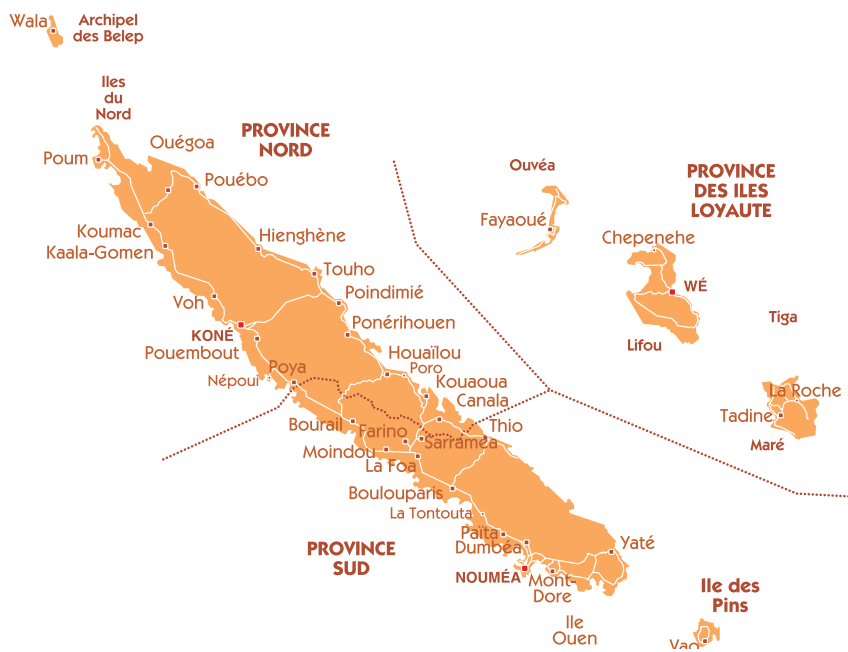 Wala
Archipel
des Belep
Iles
du
Nord
PROVINCE
NORD
Ouégoa
Poum
Pouébo
Ouvéa
PROVINCE
DES ILES
LOYAUTE
Fayaoué
Koumac
Kaala-Gomen
Hienghène
Chepenehe
Touho
WÉ
Voh
Poindimié
Tiga
KONÉ
Ponérihouen
Lifou
Pouembout
Houaïlou
Poro
Népoui
Poya
Kouaoua
Canala
La Roche
Tadine
Maré
Bourail
Farino
Thio
Sarraméa
Moindou
La Foa
Boulouparis
La Tontouta
Païta
Dumbéa
Yaté
PROVINCE
SUD
NOUMÉA
Mont-
Dore
Ile des
Pins
Ile
Ouen
Vao